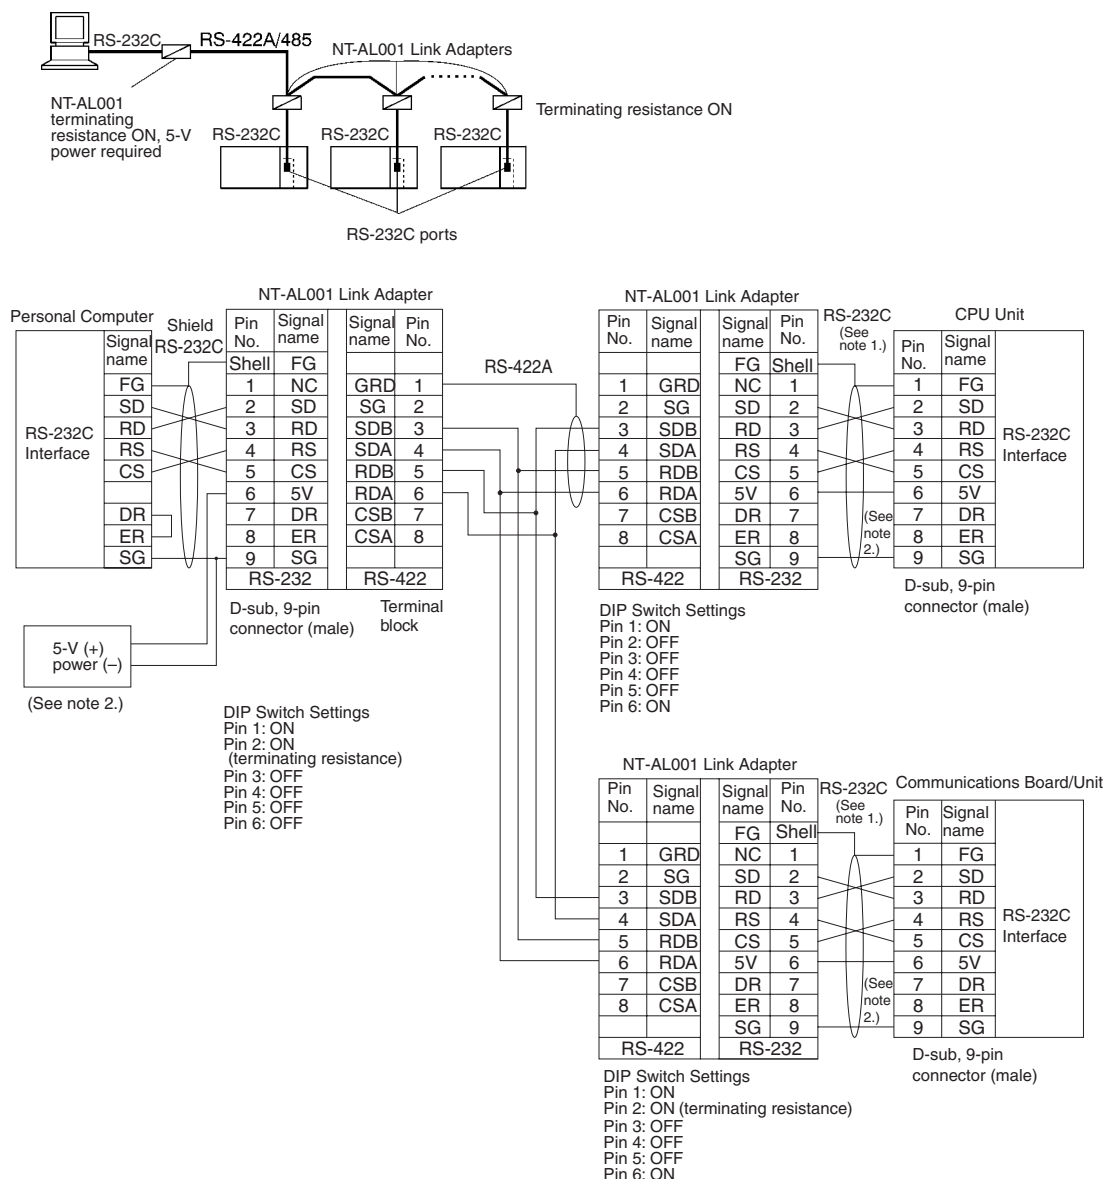 RS-232C RS-422A/485
NT-AL001 Link Adapters
NT-AL001
terminating
resistance ON, 5-V
power required
Terminating resistance ON
RS-232C RS-232C RS-232C
RS-232C ports
NT-AL001 Link Adapter
Personal Computer
Shield
RS-232C
Signal
name
FG
SD
RD
RS
CS
DR
ER
SG
RS-232C
Interface
Pin No. Signal name Signal name Pin No.
Shell FG
1 NC GRD 1
2 SD SG 2
3 RD SDB 3
4 RS SDA 4
5 CS RDB 5
6 5V RDA 6
7 DR CSB 7
8 ER CSA 8
9 SG
RS-232 RS-422
D-sub, 9-pin
connector (male)
Terminal
block
RS-422A
5-V (+)
power (–)
(See note 2.)
DIP Switch Settings
Pin 1: ON
Pin 2: ON
(terminating resistance)
Pin 3: OFF
Pin 4: OFF
Pin 5: OFF
Pin 6: OFF
NT-AL001 Link Adapter
Pin No. Signal name Signal name Pin No.
FG Shell
1 GRD NC 1
2 SG SD 2
3 SDB RD 3
4 SDA RS 4
5 RDB CS 5
6 RDA 5V 6
7 CSB DR 7
8 CSA ER 8
SG 9
RS-422 RS-232
RS-232C
(See
note 1.)
(See
note
2.)
CPU Unit
Pin No. Signal name
1 FG
2 SD
3 RD
4 RS
5 CS
6 5V
7 DR
8 ER
9 SG
RS-232C
Interface
D-sub, 9-pin
connector (male)
DIP Switch Settings
Pin 1: ON
Pin 2: OFF
Pin 3: OFF
Pin 4: OFF
Pin 5: OFF
Pin 6: ON
NT-AL001 Link Adapter
Pin No. Signal name Signal name Pin No.
FG Shell
1 GRD NC 1
2 SG SD 2
3 SDB RD 3
4 SDA RS 4
5 RDB CS 5
6 RDA 5V 6
7 CSB DR 7
8 CSA ER 8
SG 9
RS-422 RS-232
RS-232C
(See
note 1.)
(See
note
2.)
Communications Board/Unit
Pin No. Signal name
1 FG
2 SD
3 RD
4 RS
5 CS
6 5V
7 DR
8 ER
9 SG
RS-232C
Interface
D-sub, 9-pin
connector (male)
DIP Switch Settings
Pin 1: ON
Pin 2: ON (terminating resistance)
Pin 3: OFF
Pin 4: OFF
Pin 5: OFF
Pin 6: ON